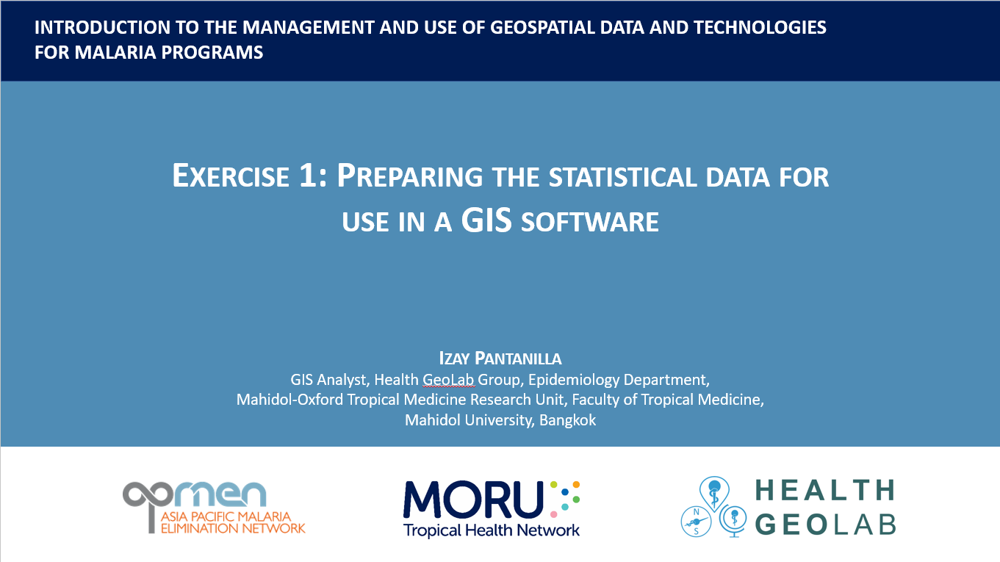 INTRODUCTION TO THE MANAGEMENT AND USE OF GEOSPATIAL DATA AND TECHNOLOGIES
FOR MALARIA PROGRAMS
EXERCISE 1: PREPARING THE STATISTICAL DATA FOR
USE IN A GIS SOFTWARE
IZAY PANTANILLA
GIS Analyst, Health GeoLab Group, Epidemiology Department,
Mahidol-Oxford Tropical Medicine Research Unit, Faculty of Tropical Medicine,
Mahidol University, Bangkok
apmen
ASIA PACIFIC MALARIA
ELIMINATION NETWORK
MORU
Tropical Health Network
N
S
HEALTH
GEOLAB